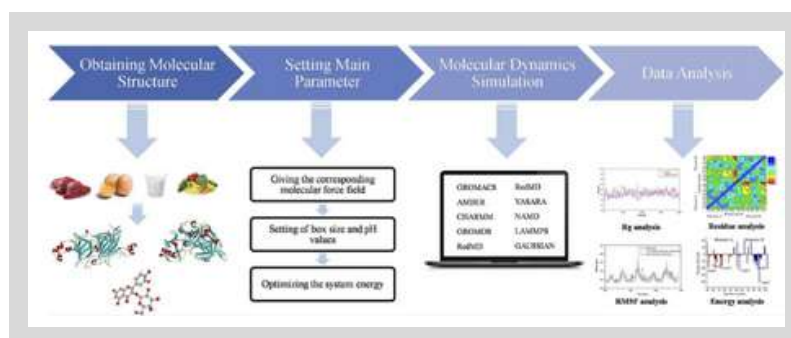 Obtaining Molecular
Structure
Setting Main
Parameter
Molecular Dynamics
Simulation
Data Analysis
Giving the corresponding
molecular force field
Setting of box size and pH
values
Optimizing the system energy
GROMACS
RedMD
AMBER
YASARA
CHARMM
NAMD
GROMOS
LAMMPS
RedMD
GAUSSIAN
Rg analysis
Residue analysis
RMSF analysis
Energy analysis